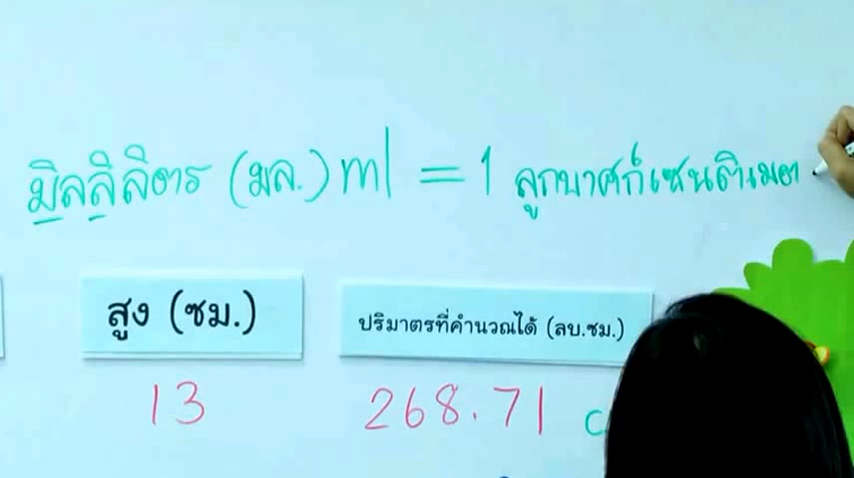 มิลลีลิตร (มล.) ml = 1 ลูกบาศก์เซนติเมต
สูง (ซม.)
ปริมาตรที่คำนวณได้ (ลบ.ซม.)
13
268.71 c